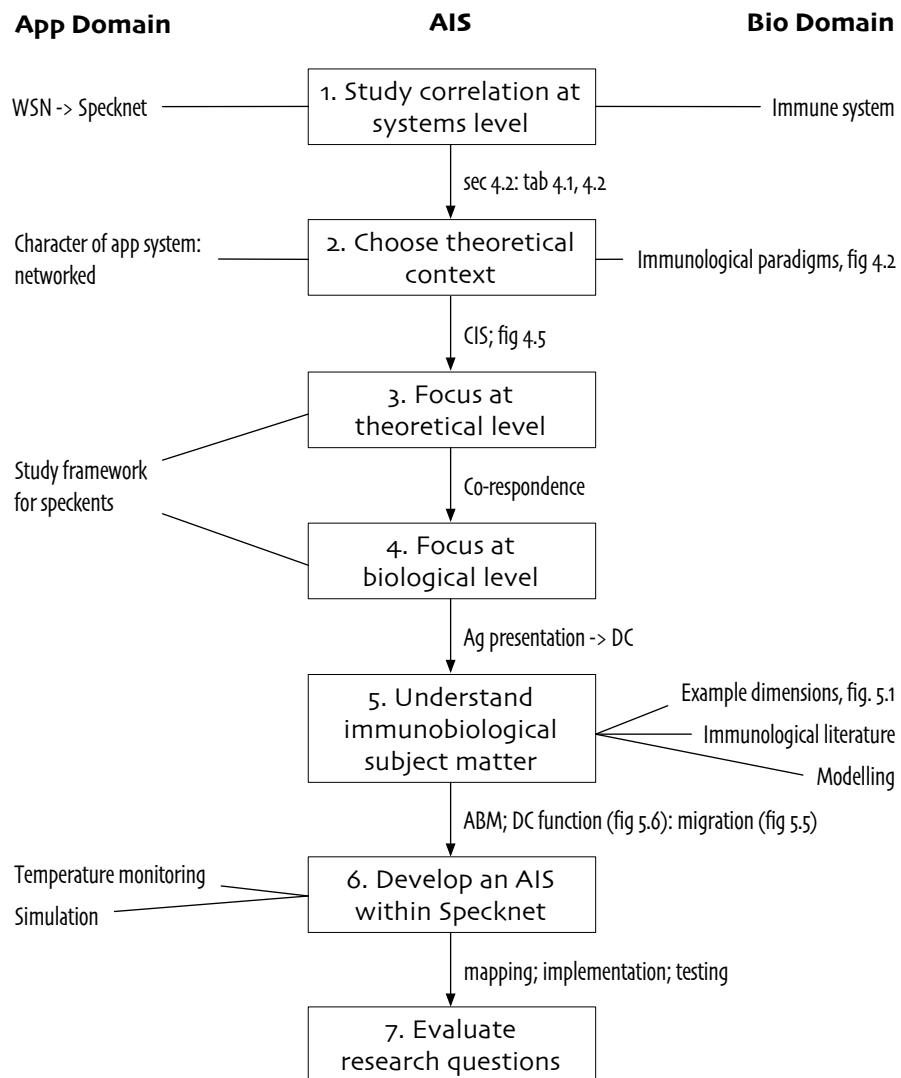 App Domain
AIS
Bio Domain
WSN -> Specknet
1. Study correlation at
systems level
Immune system
sec 4.2: tab 4.1, 4.2
Character of app system:
networked
2. Choose theoretical
context
Immunological paradigms, fig 4.2
CIS; fig 4.5
3. Focus at
theoretical level
Study framework
for speckents
Co-respondence
4. Focus at
biological level
Ag presentation -> DC
5. Understand
immunobiological
subject matter
Example dimensions, fig. 5.1
Immunological literature
Modelling
ABM; DC function (fig 5.6): migration (fig 5.5)
Temperature monitoring
Simulation
6. Develop an AIS
within Specknet
mapping; implementation; testing
7. Evaluate
research questions